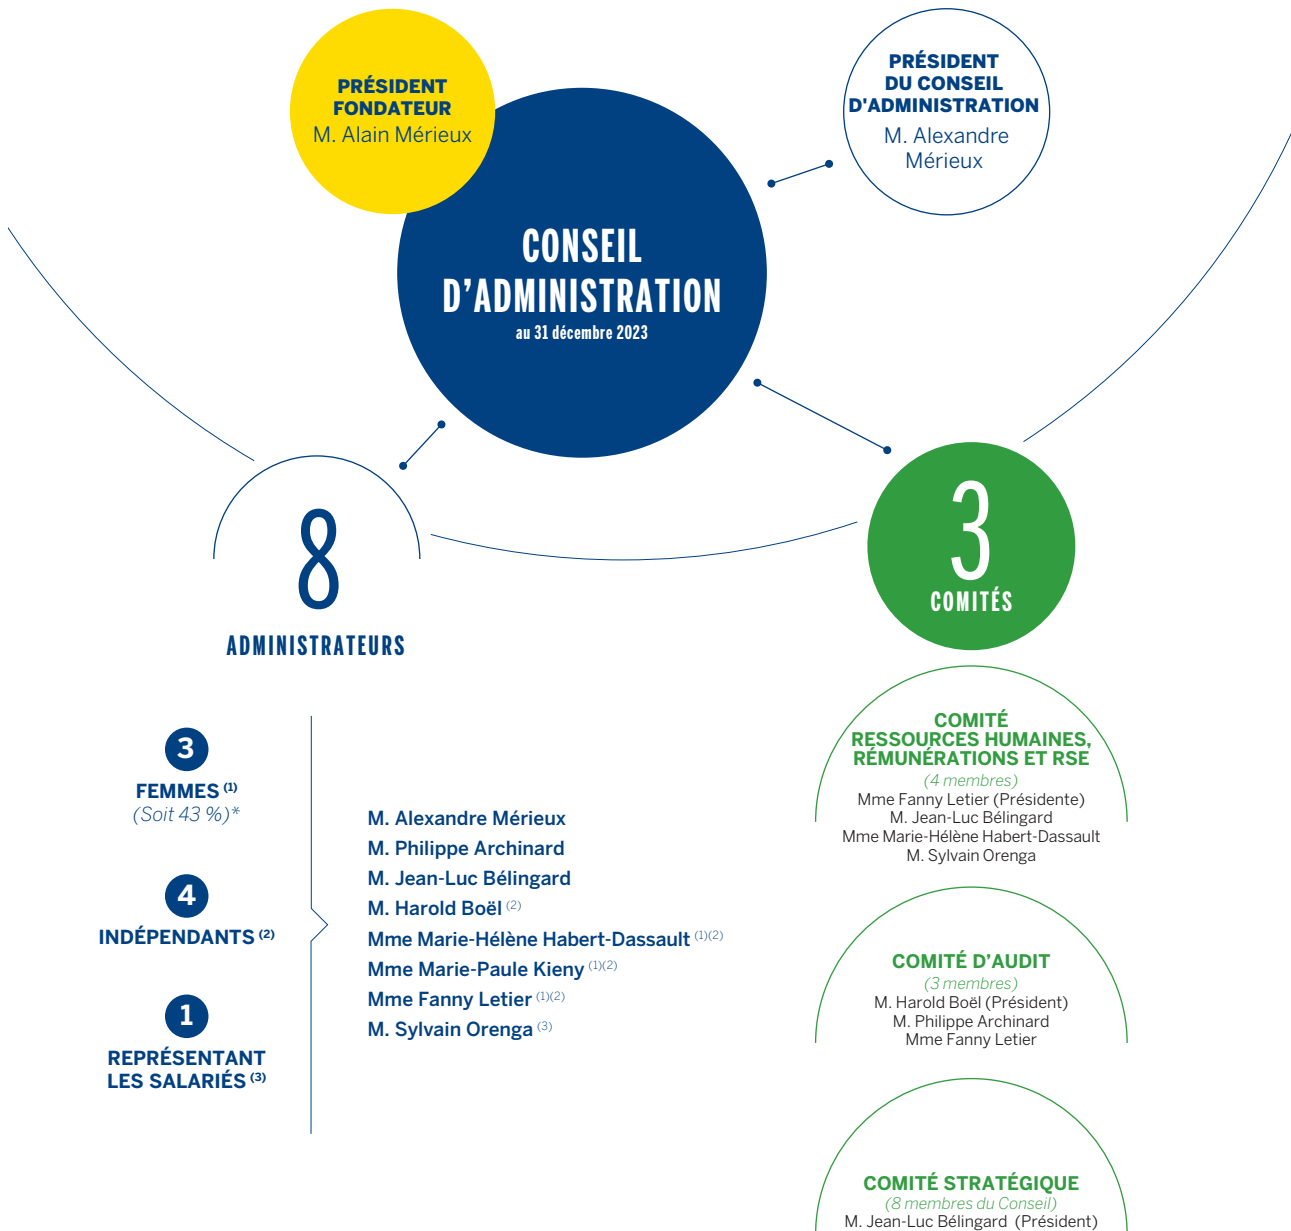 PRÉSIDENT
FONDATEUR
M. Alain Mérieux
PRÉSIDENT
DU CONSEIL
D'ADMINISTRATION
M. Alexandre
Mérieux
CONSEIL
D’ADMINISTRATION
au 31 décembre 2023
8
ADMINISTRATEURS
3
FEMMES (1)
(Soit 43 %)*
4
INDÉPENDANTS (2)
1
REPRÉSENTANT
LES SALARIÉS (3)
M. Alexandre Mérieux
M. Philippe Archinard
M. Jean-Luc Bélingard
M. Harold Boël (2)
Mme Marie-Hélène Habert-Dassault (1)(2)
Mme Marie-Paule Kieny (1)(2)
Mme Fanny Letier (1)(2)
M. Sylvain Orenga (3)
3
COMITÉS
COMITÉ
RESSOURCES HUMAINES,
RÉMUNÉRATIONS ET RSE
(4 membres)
Mme Fanny Letier (Présidente)
M. Jean-Luc Bélingard
Mme Marie-Hélène Habert-Dassault
M. Sylvain Orenga
COMITÉ D’AUDIT
(3 membres)
M. Harold Boël (Président)
M. Philippe Archinard
Mme Fanny Letier
COMITÉ STRATÉGIQUE
(8 membres du Conseil)
M. Jean-Luc Bélingard (Président)